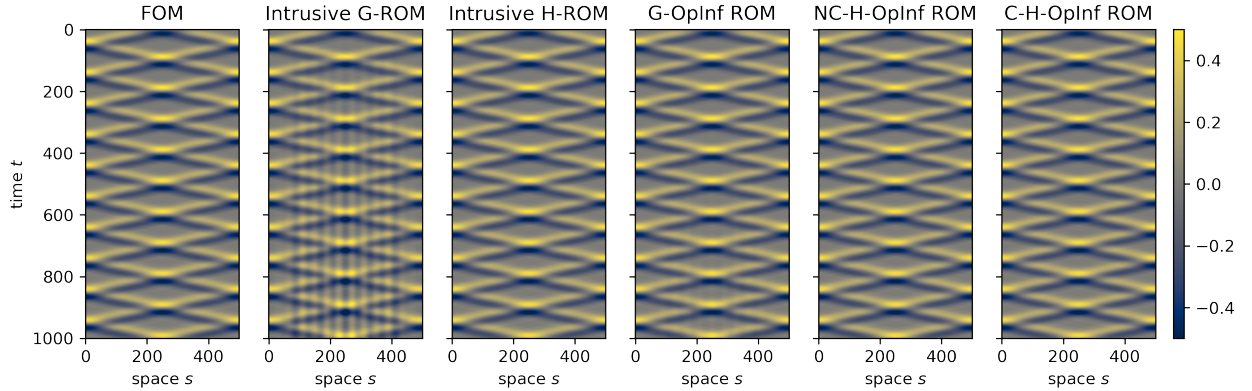 FOM
Intrusive G-ROM
Intrusive H-ROM
G-OpInf ROM
NC-H-OpInf ROM
C-H-OpInf ROM
time t
0
200
400
600
800
1000
0 200 400
0 200 400
0 200 400
0 200 400
0 200 400
0 200 400
space s
space s
space s
space s
space s
space s
0.4
0.2
0.0
−0.2
−0.4